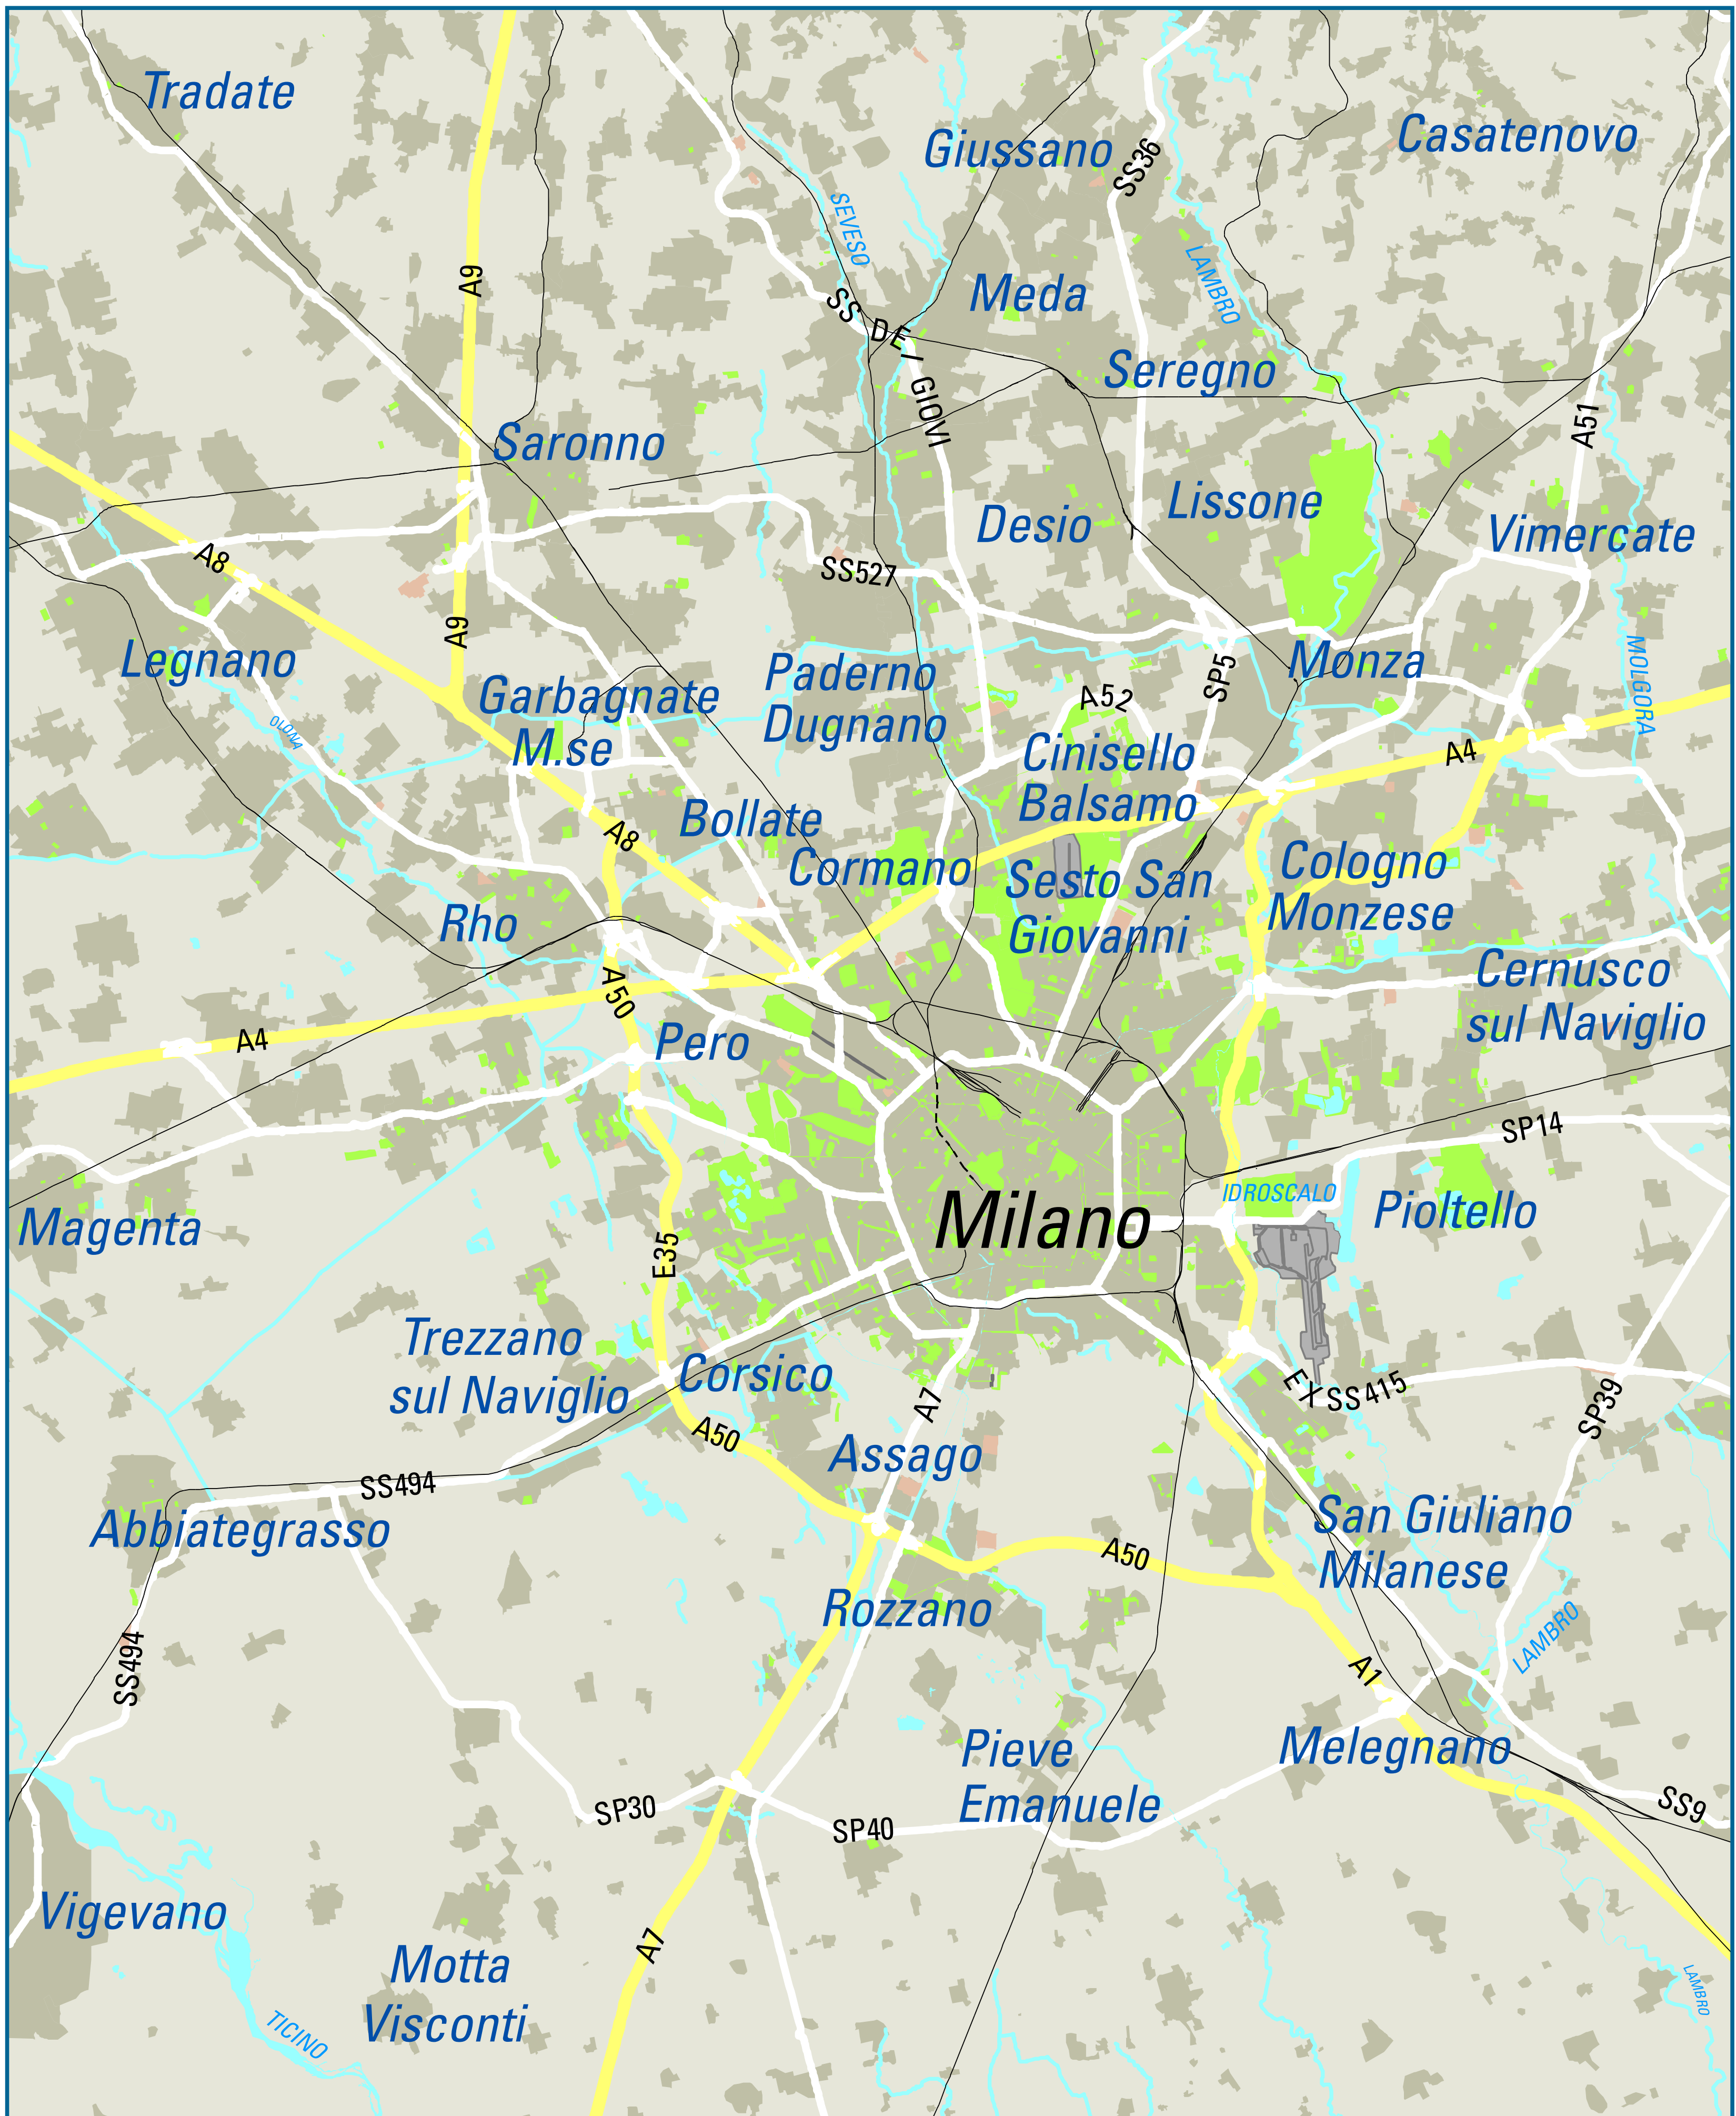 Tradate
Casatenovo
Giussano
SS36
SEVESO
LAMBRO
A9
Meda
SS DEI GIOVI
Seregno
A51
Saronno
Lissone
Desio
Vimercate
A8
SS527
A9
Legnano
Monza
MOLGORA
Garbagnate
M.se
Paderno
Dugnano
A52
SP5
OLONA
Cinisello
Balsamo
A4
Bollate
A8
Cormano
Sesto San
Giovanni
Cologno
Monzese
Rho
Cernusco
sul Naviglio
A50
A4
Pero
SP14
IDROSCALO
Pioltello
Magenta
Milano
E35
Trezzano
sul Naviglio
Corsico
A7
EX SS415
SP39
A50
Assago
SS494
Abbiategrasso
San Giuliano
Milanese
A50
Rozzano
LAMBRO
SS494
A1
Pieve
Emanuele
Melegnano
SP30
SP40
SS9
Vigevano
A7
Motta
Visconti
TICINO
LAMBRO